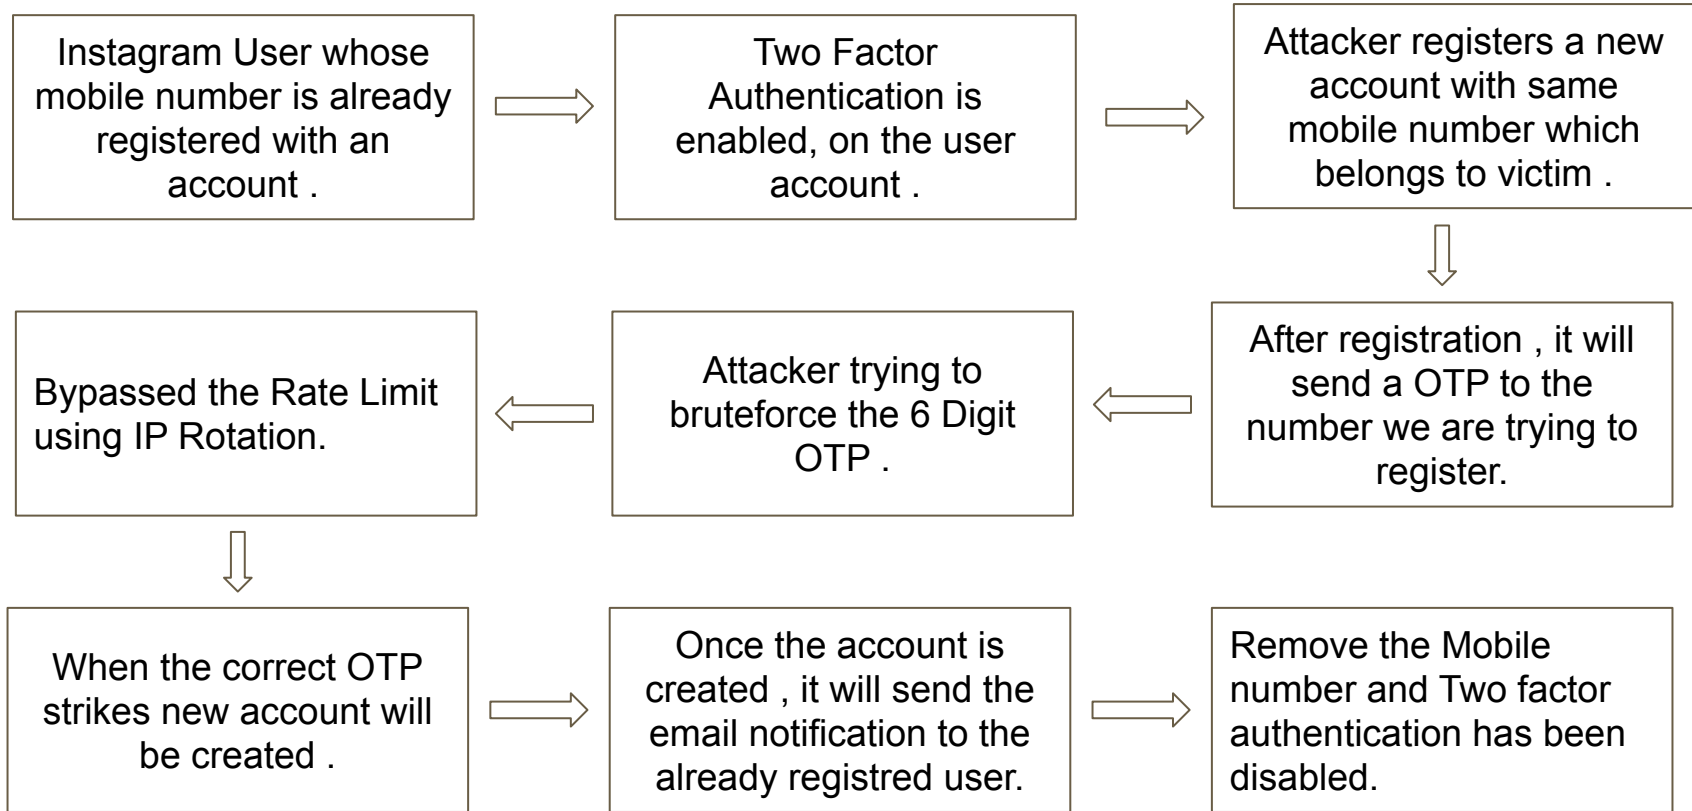 Instagram User whose
mobile number is already
registered with an
account .
Two Factor
Authentication is
enabled, on the user
account .
Attacker registers a new
account with same
mobile number which
belongs to victim .
After registration , it will
send a OTP to the
number we are trying to
register.
Attacker trying to
bruteforce the 6 Digit
OTP .
Bypassed the Rate Limit
using IP Rotation.
When the correct OTP
strikes new account will
be created .
Once the account is
created , it will send the
email notification to the
already registred user.
Remove the Mobile
number and Two factor
authentication has been
disabled.